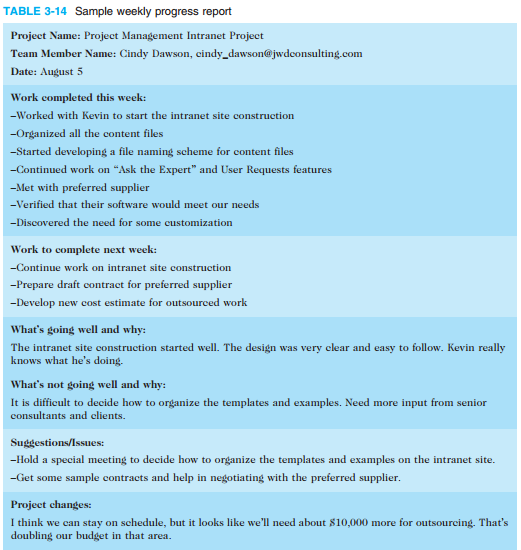 TABLE 3-14 Sample weekly progress report
Project Name: Project Management Intranet Project
Team Member Name: Cindy Dawson, cindy_dawson@jwdconsulting.com
Date: August 5
Work completed this week:
–Worked with Kevin to start the intranet site construction
–Organized all the content files
–Started developing a file naming scheme for content files
–Continued work on “Ask the Expert” and User Requests features
–Met with preferred supplier
–Verified that their software would meet our needs
–Discovered the need for some customization
Work to complete next week:
–Continue work on intranet site construction
–Prepare draft contract for preferred supplier
–Develop new cost estimate for outsourced work
What’s going well and why:
The intranet site construction started well. The design was very clear and easy to follow. Kevin really
knows what he’s doing.
What’s not going well and why:
It is difficult to decide how to organize the templates and examples. Need more input from senior
consultants and clients.
Suggestions/Issues:
–Hold a special meeting to decide how to organize the templates and examples on the intranet site.
–Get some sample contracts and help in negotiating with the preferred supplier.
Project changes:
I think we can stay on schedule, but it looks like we’ll need about $10,000 more for outsourcing. That’s
doubling our budget in that area.